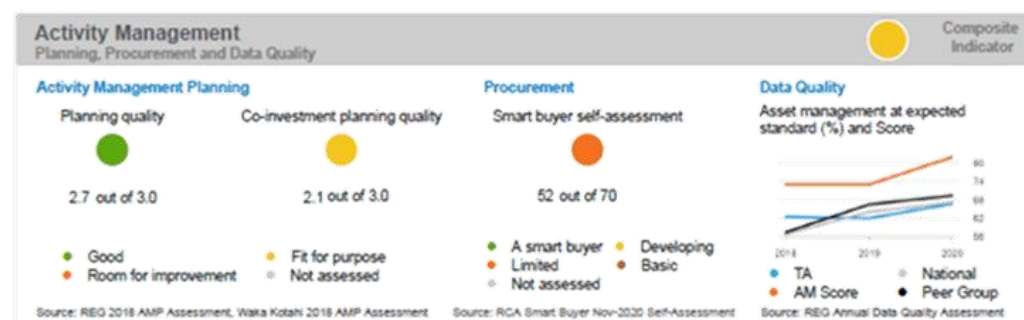 Activity Management
Planning, Procurement and Data Quality
Composite
Indicator
Activity Management Planning
Planning quality
Co-investment planning quality
2.7 out of 3.0
2.1 out of 3.0
Good
Room for improvement
Fit for purpose
Not assessed
Source: REG 2018 AMP Assessment, Waka Kotahi 2018 AMP Assessment
Procurement
Smart buyer self-assessment
52 out of 70
A smart buyer
Developing
Limited
Basic
Not assessed
Source: RCA Smart Buyer Nov-2020 Self-Assessment
Data Quality
Asset management at expected
standard (%) and Score
80
74
68
62
56
2018 2019 2020
TA
National
AM Score
Peer Group
Source: REG Annual Data Quality Assessment